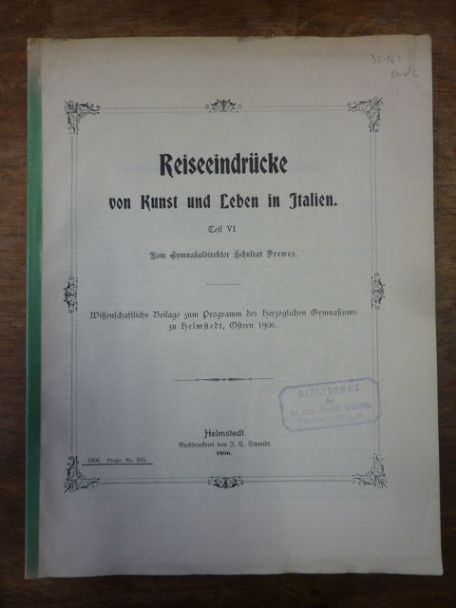 Reiseeindrücke
von Kunst und Leben in Italien.
Teil VI.
Vom Gymnasialdirektor Schulrat Drewes.
Wissenschaftliche Beilage zum Programm des Herzoglichen Gymnasiums
zu Helmstedt, Ostern 1906.
BIBLIOTHEK
Helmstedt.
Buchdruckerei von J. C. Schmidt.
1906.
1906. Progr. No. 865.